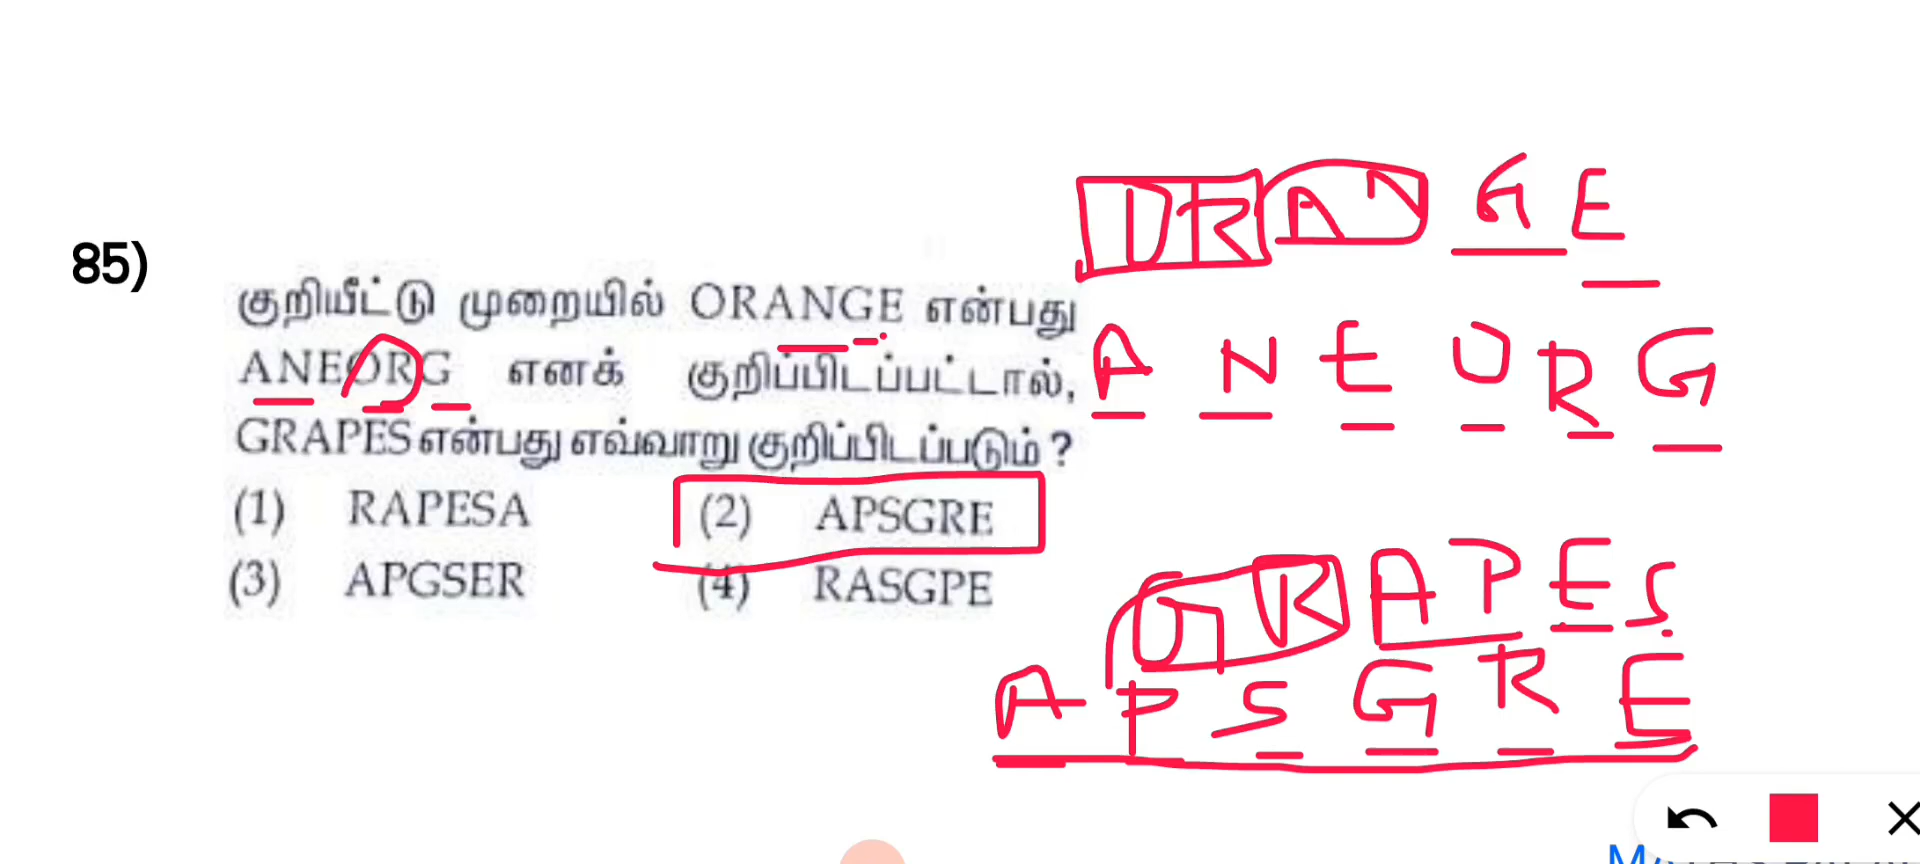 85)
குறியீட்டு முறையில் ORANGE என்பது
ANEORG எனக் குறிப்பிடப்பட்டால்,
GRAPES என்பது எவ்வாறு குறிப்பிடப்படும் ?
(1) RAPESA (2) APSGRE
(3) APGSER (4) RASGPE
ORANGE
ANEORG
GRAPES
APSGRE